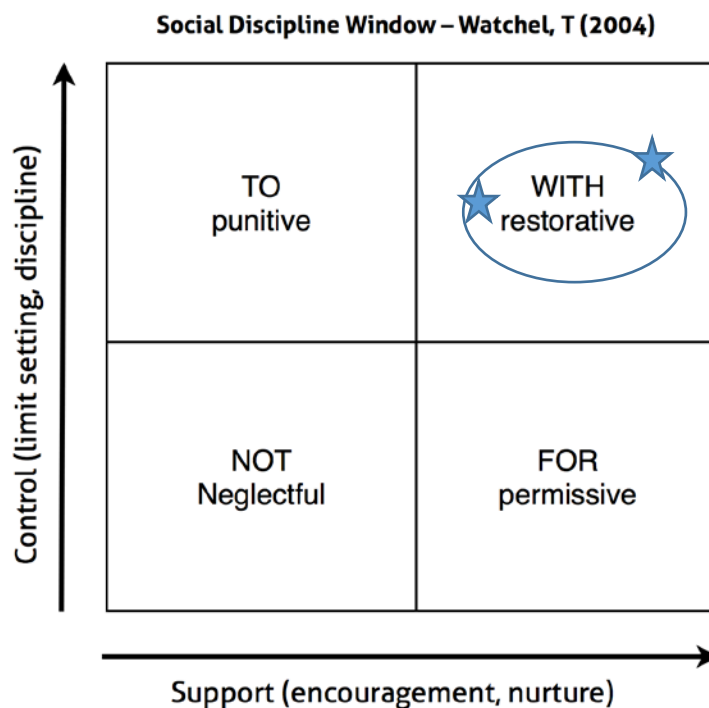 Social Discipline Window – Watchel, T (2004)
Control (limit setting, discipline)
TO
punitive
WITH
restorative
NOT
Neglectful
FOR
permissive
Support (encouragement, nurture)